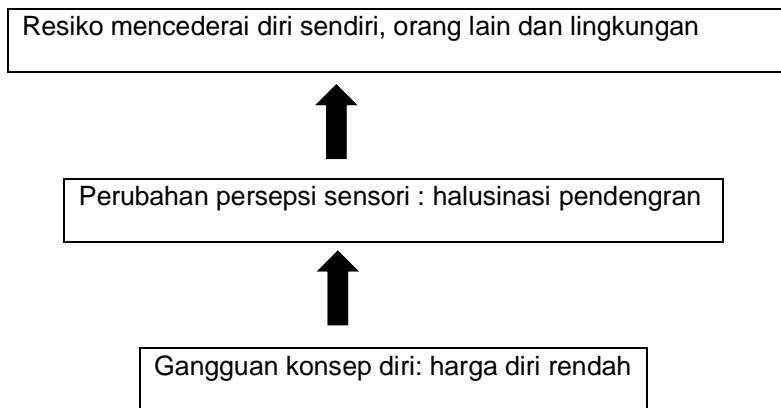 Resiko mencederai diri sendiri, orang lain dan lingkungan
Perubahan persepsi sensori : halusinasi pendengran
Gangguan konsep diri: harga diri rendah